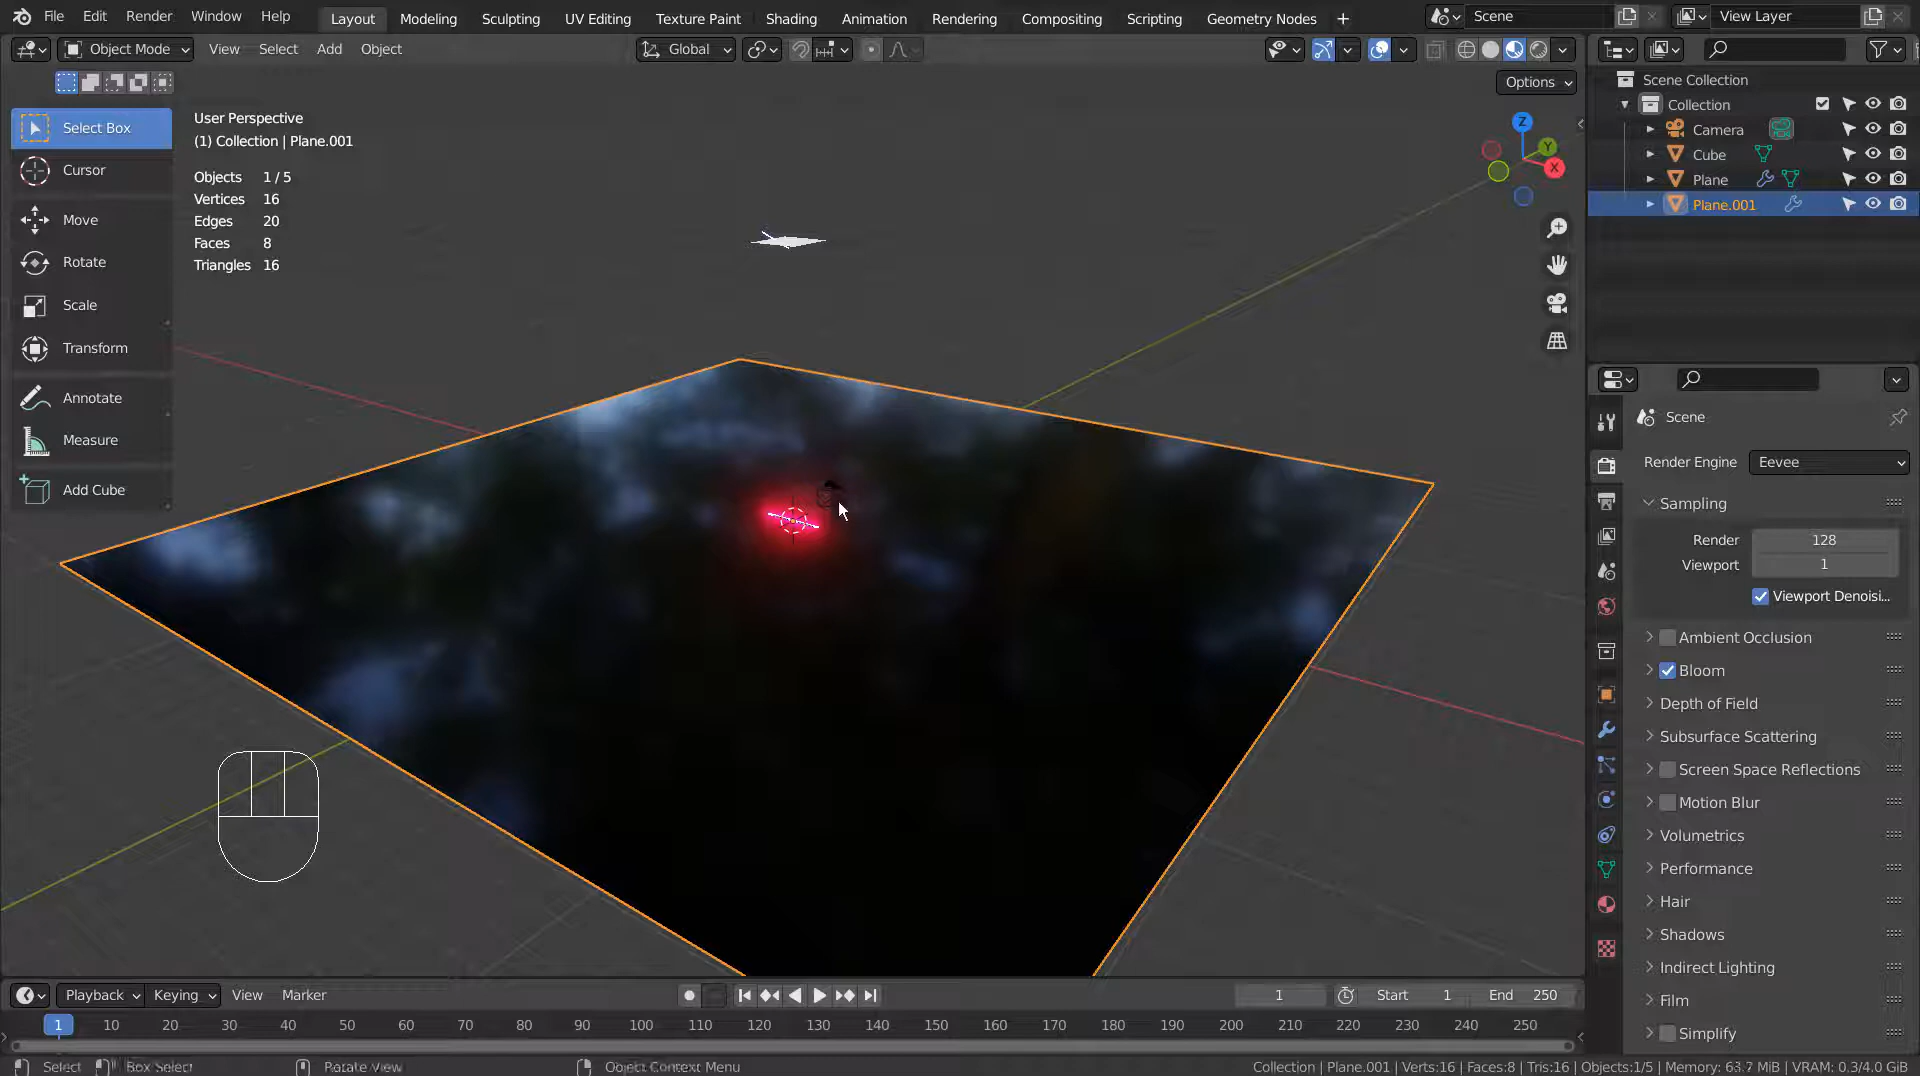 File Edit Render Window Help Layout Modeling Sculpting UV Editing Texture Paint Shading Animation Rendering Compositing Scripting Geometry Nodes + Scene View Layer
Object Mode View Select Add Object Global
Options
Select Box
Cursor
Move
Rotate
Scale
Transform
Annotate
Measure
Add Cube
User Perspective
(1) Collection | Plane.001
Objects 1 / 5
Vertices 16
Edges 20
Faces 8
Triangles 16
Z
Y
X
Scene Collection
Collection
Camera
Cube
Plane
Plane.001
Scene
Render Engine Eevee
Sampling
Render 128
Viewport 1
Viewport Denoisi...
Ambient Occlusion
Bloom
Depth of Field
Subsurface Scattering
Screen Space Reflections
Motion Blur
Volumetrics
Performance
Hair
Shadows
Indirect Lighting
Film
Simplify
Playback Keying View Marker 1 Start 1 End 250
1 10 20 30 40 50 60 70 80 90 100 110 120 130 140 150 160 170 180 190 200 210 220 230 240 250
Select Box Select Rotate View Object Context Menu Collection | Plane.001 | Verts:16 | Faces:8 | Tris:16 | Objects:1/5 | Memory: 63.7 MiB | VRAM: 0.3/4.0 GiB